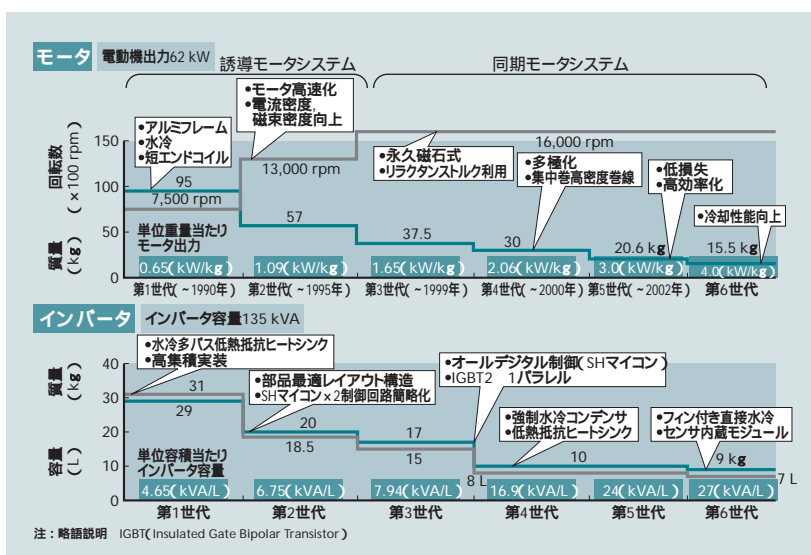 モータ 電動機出力62 kW
誘導モータシステム
同期モータシステム
•アルミフレーム
•水冷
•短エンドコイル
•モータ高速化
•電流密度,
磁束密度向上
•永久磁石式
•リラクタンストルク利用
•多極化
•集中巻高密度巻線
•低損失
•高効率化
•冷却性能向上
回転数
(×100 rpm)
質量
(kg)
150
100
50
0
95
7,500 rpm
13,000 rpm
16,000 rpm
57
37.5
30
20.6 kg
15.5 kg
単位重量当たり
モータ出力
0.65(kW/kg) 1.09(kW/kg) 1.65(kW/kg) 2.06(kW/kg) 3.0(kW/kg) 4.0(kW/kg)
第1世代(~1990年) 第2世代(~1995年) 第3世代(~1999年) 第4世代(~2000年) 第5世代(~2002年) 第6世代
インバータ インバータ容量135 kVA
•水冷多パス低熱抵抗ヒートシンク
•高集積実装
•部品最適レイアウト構造
•SHマイコン×2制御回路簡略化
•オールデジタル制御(SHマイコン)
•IGBT2 1パラレル
•強制水冷コンデンサ
•低熱抵抗ヒートシンク
•フィン付き直接水冷
•センサ内蔵モジュール
質量
(kg)
容量
(L)
40
30
20
10
0
31
29
20
18.5
17
15
8 L
10
9 kg
7 L
単位容積当たり
インバータ容量
4.65(kVA/L) 6.75(kVA/L) 7.94(kVA/L) 16.9(kVA/L) 24(kVA/L) 27(kVA/L)
第1世代 第2世代 第3世代 第4世代 第5世代 第6世代
注:略語説明 IGBT(Insulated Gate Bipolar Transistor)